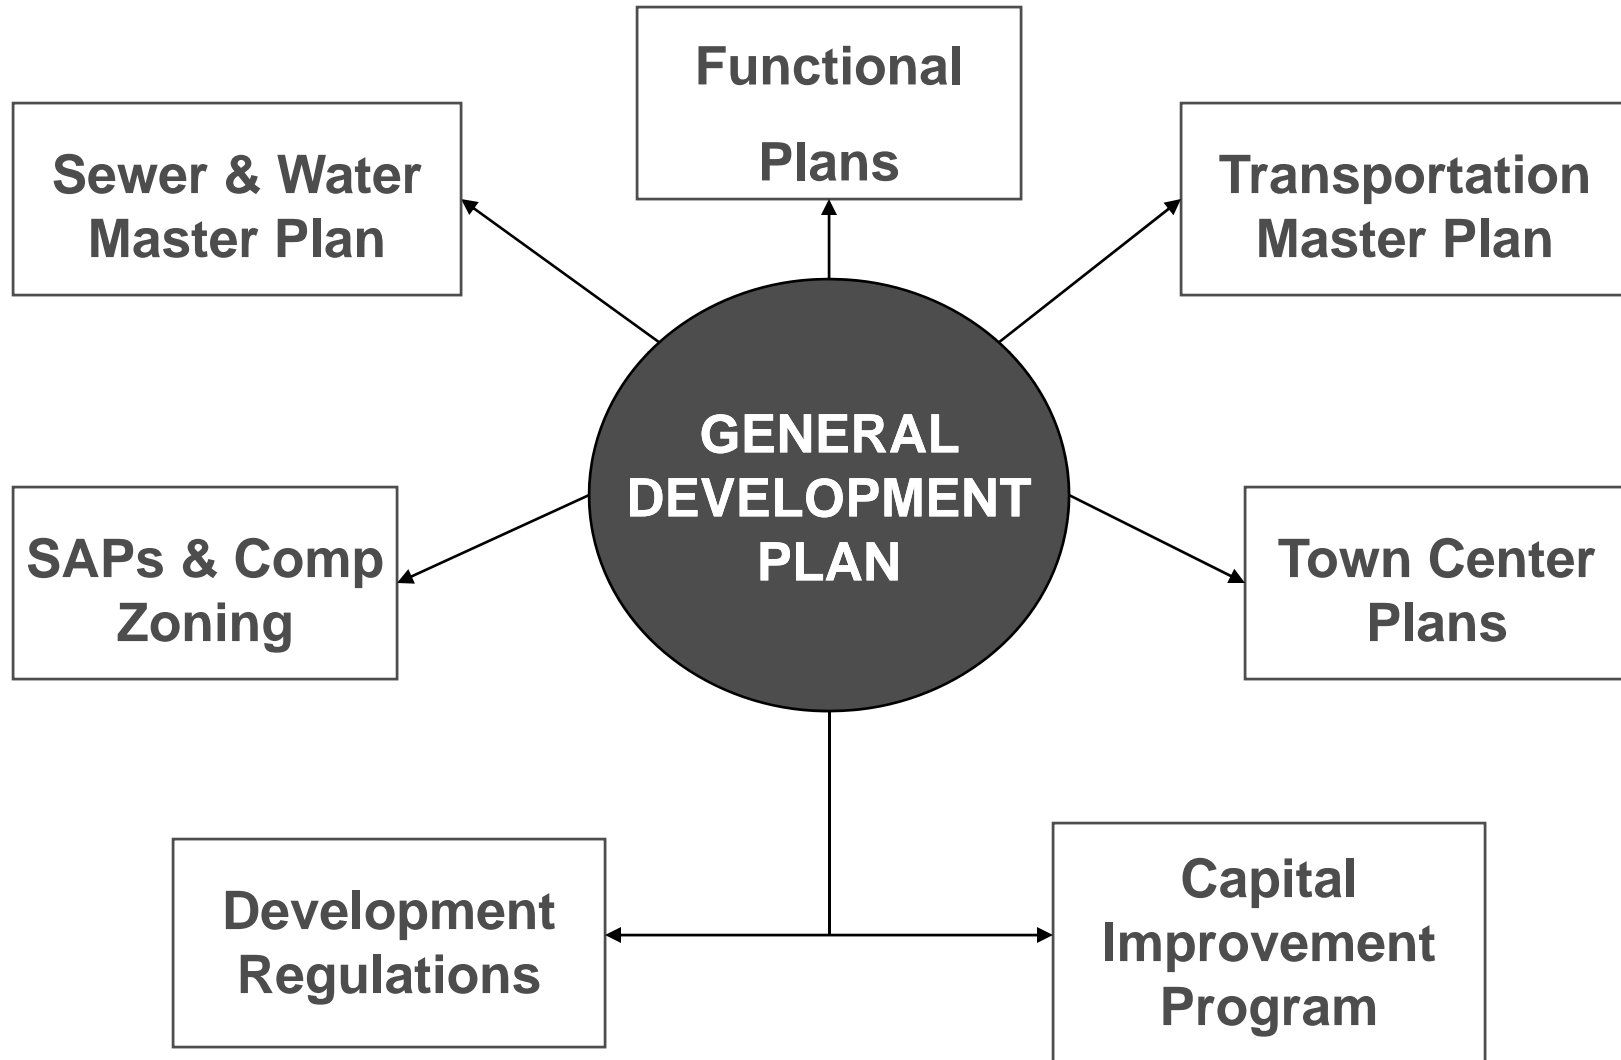 Functional
Plans
Sewer & Water
Master Plan
Transportation
Master Plan
GENERAL
DEVELOPMENT
PLAN
SAPs & Comp
Zoning
Town Center
Plans
Development
Regulations
Capital
Improvement
Program